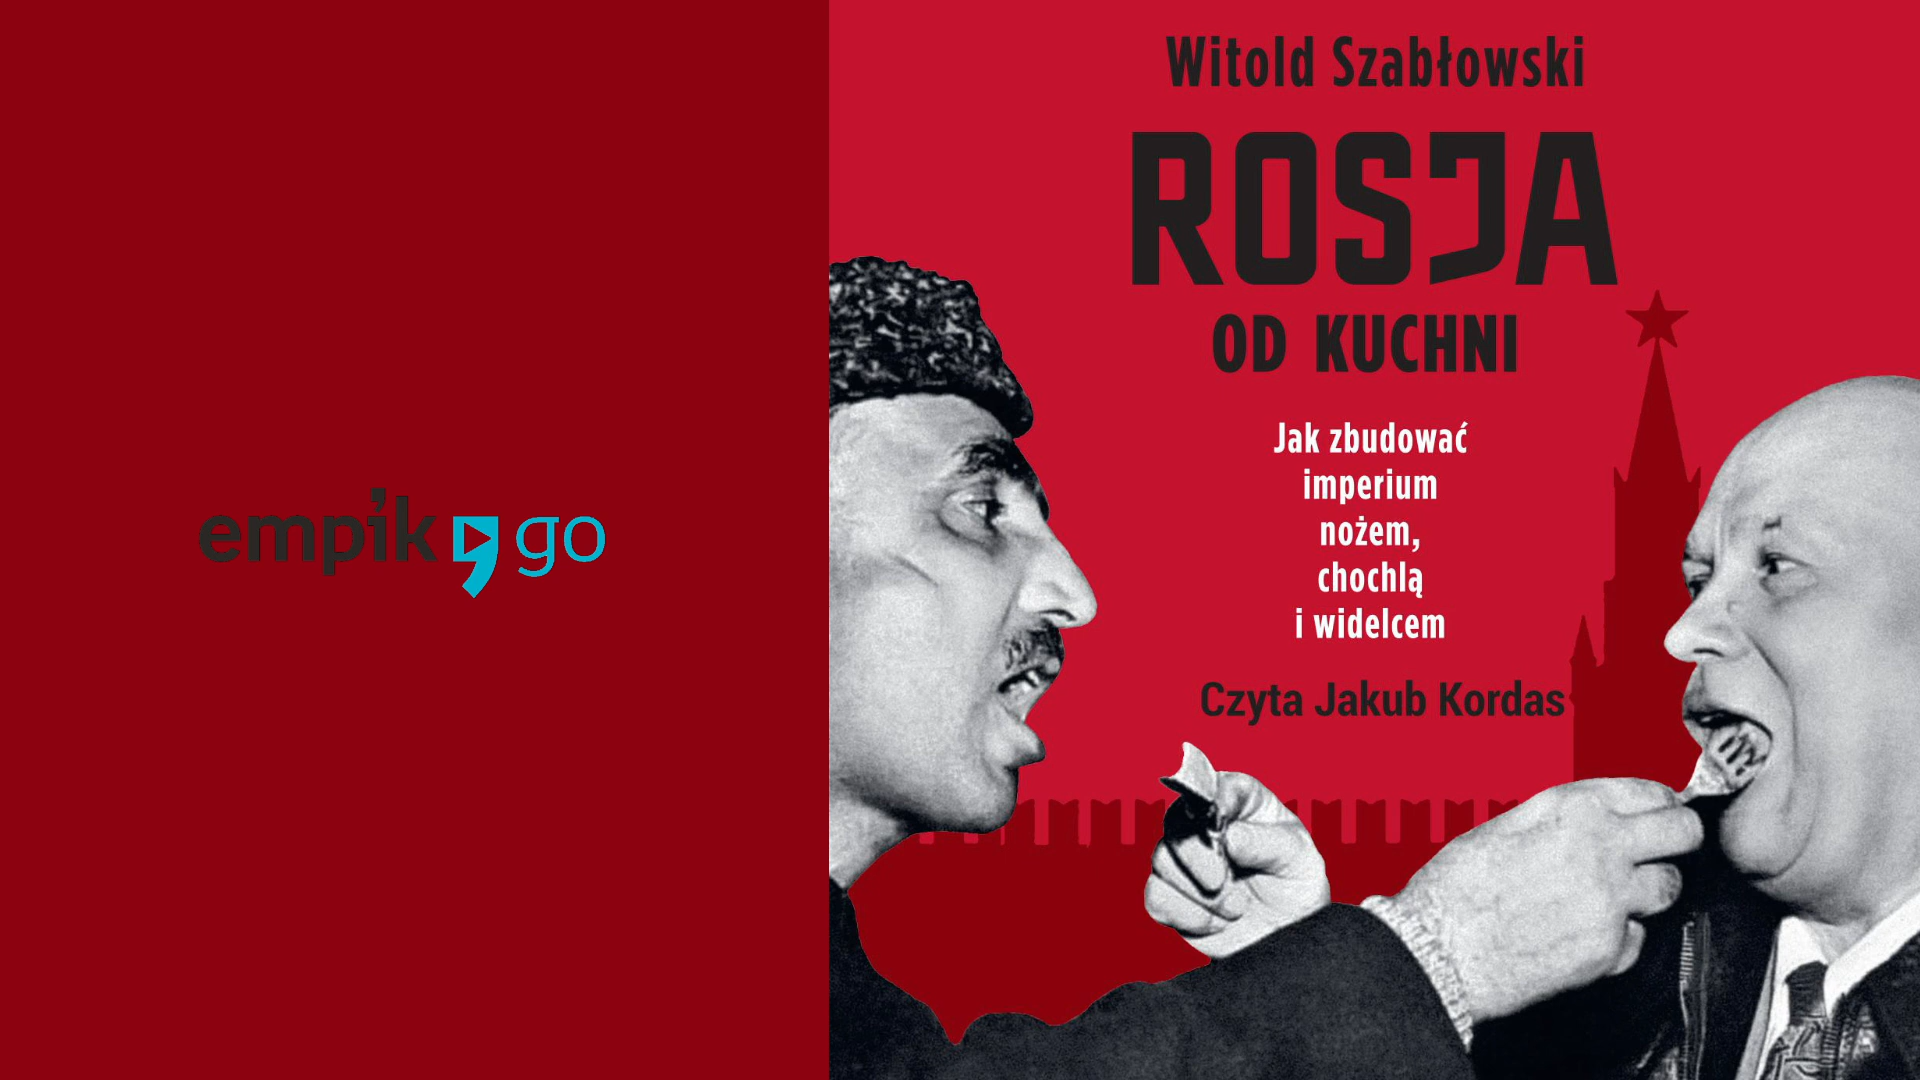 empik go
Witold Szabłowski
ROSJA
OD KUCHNI
Jak zbudować
imperium
nożem,
chochlą
i widelcem
Czyta Jakub Kordas